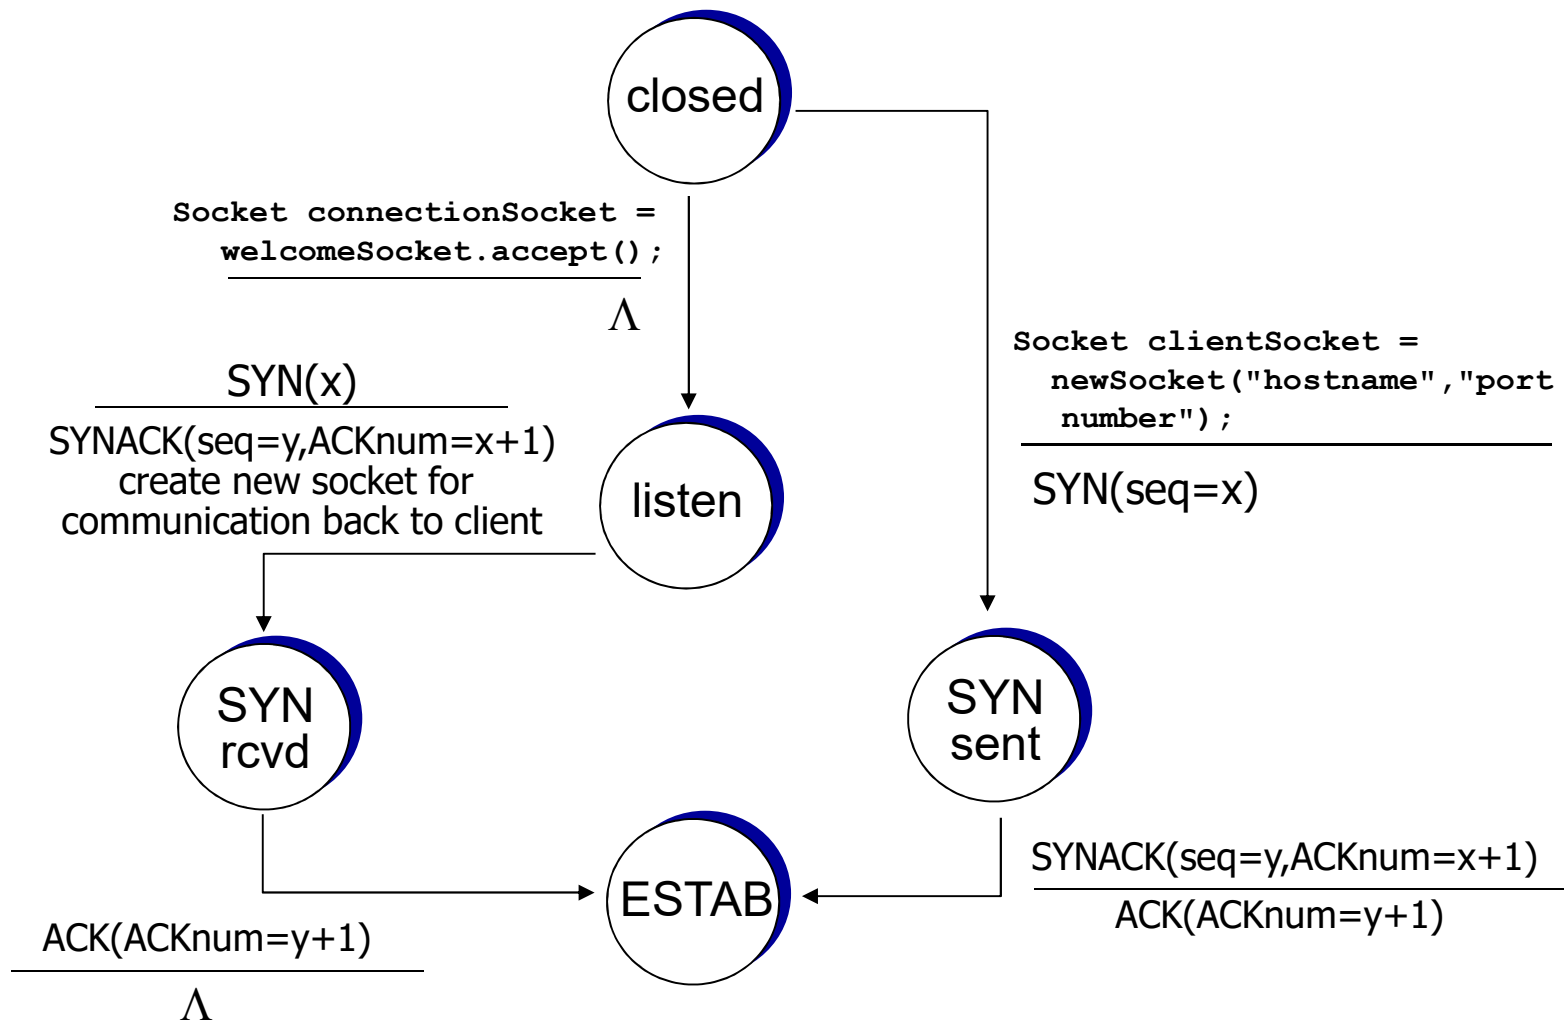 closed
Socket connectionSocket =
welcomeSocket.accept();
Λ
Socket clientSocket =
newSocket("hostname","port
number");
SYN(seq=x)
SYN(x)
SYNACK(seq=y,ACKnum=x+1)
create new socket for
communication back to client
listen
SYN
rcvd
SYN
sent
ESTAB
SYNACK(seq=y,ACKnum=x+1)
ACK(ACKnum=y+1)
ACK(ACKnum=y+1)
Λ